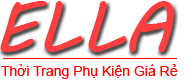 ELLA
Thời Trang Phụ Kiện Giá Rẻ